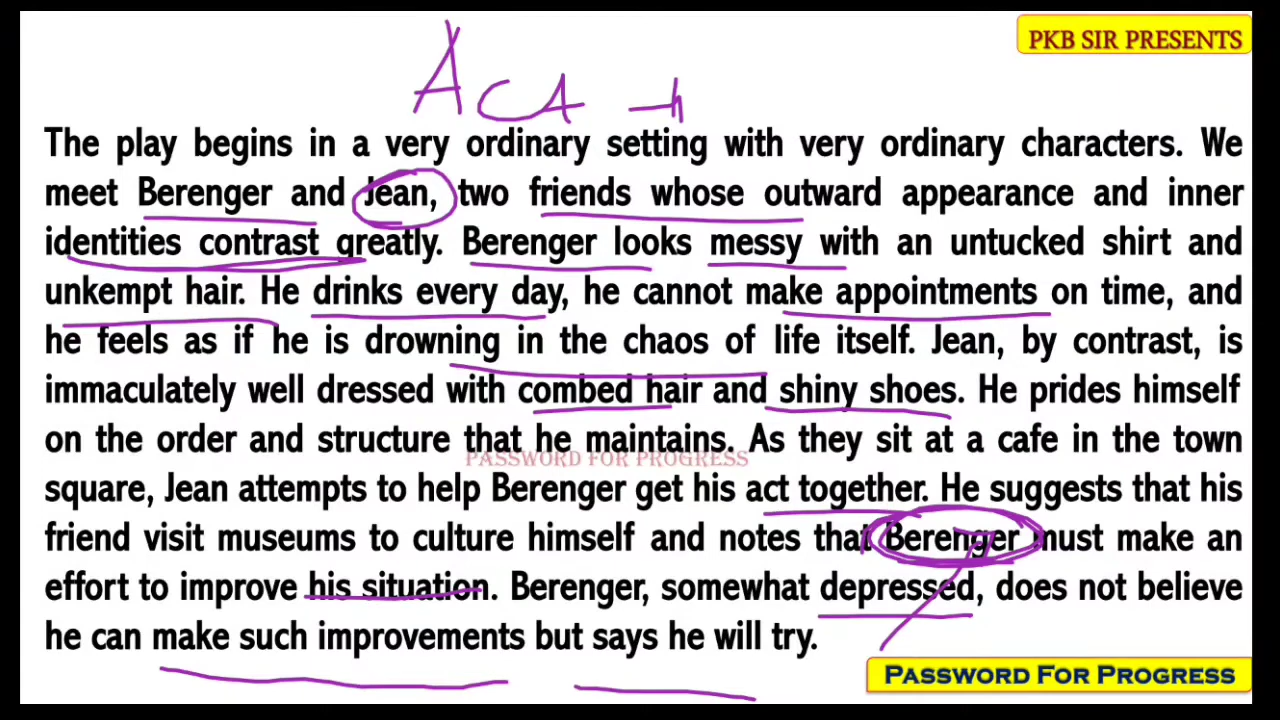 PKB SIR PRESENTS
Act
The play begins in a very ordinary setting with very ordinary characters. We
meet Berenger and Jean, two friends whose outward appearance and inner
identities contrast greatly. Berenger looks messy with an untucked shirt and
unkempt hair. He drinks every day, he cannot make appointments on time, and
he feels as if he is drowning in the chaos of life itself. Jean, by contrast, is
immaculately well dressed with combed hair and shiny shoes. He prides himself
on the order and structure that he maintains. As they sit at a cafe in the town
PASSWORD FOR PROGRESS
square, Jean attempts to help Berenger get his act together. He suggests that his
friend visit museums to culture himself and notes that Berenger must make an
effort to improve his situation. Berenger, somewhat depressed, does not believe
he can make such improvements but says he will try.
PASSWORD FOR PROGRESS